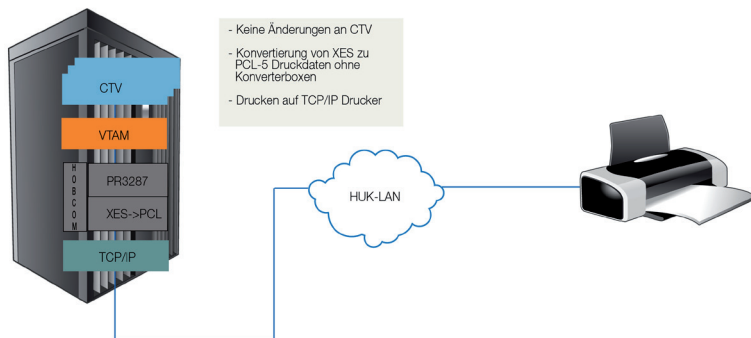 - Keine Änderungen an CTV
- Konvertierung von XES zu
PCL-5 Druckdaten ohne
Konverterboxen
- Drucken auf TCP/IP Drucker
CTV
VTAM
HOBCOM
PR3287
XES->PCL
TCP/IP
HUK-LAN